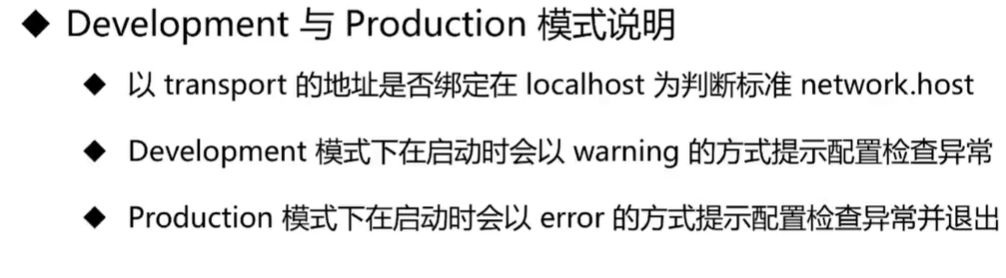 ◆ Development 与 Production 模式说明
◆ 以 transport 的地址是否绑定在 localhost 为判断标准 network.host
◆ Development 模式下在启动时会以 warning 的方式提示配置检查异常
◆ Production 模式下在启动时会以 error 的方式提示配置检查异常并退出